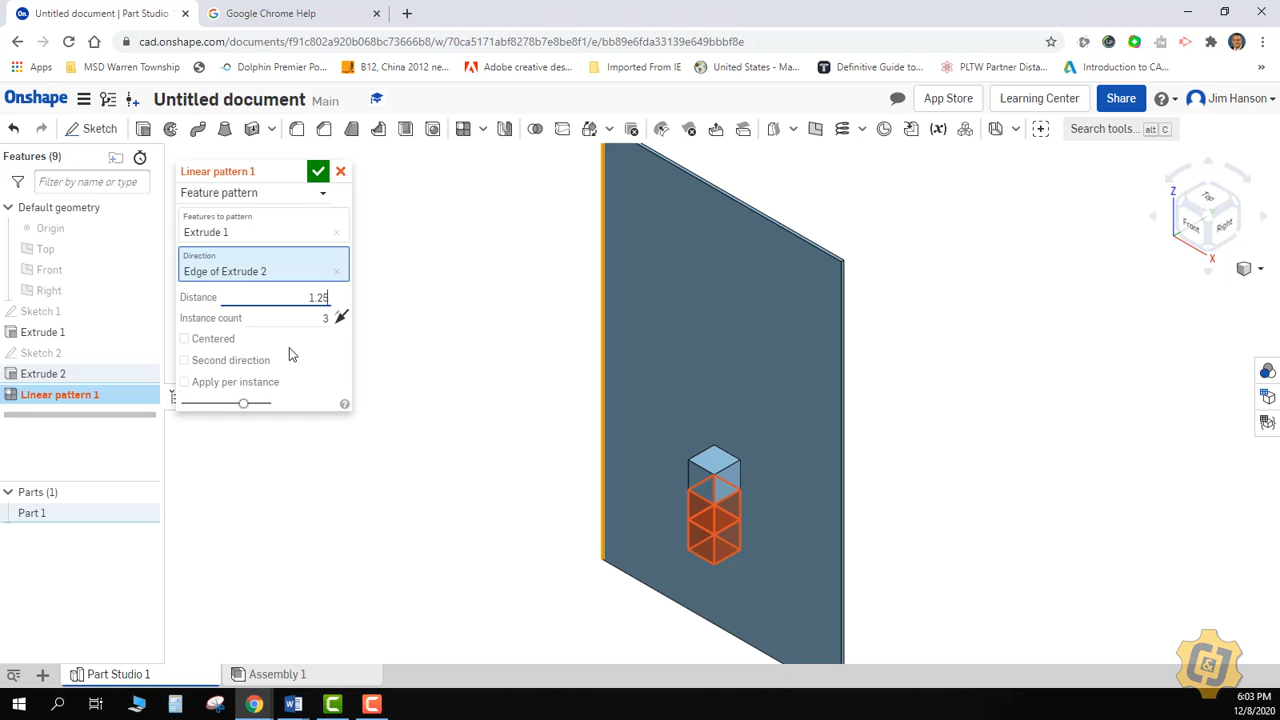 On Untitled document | Part Studio × G Google Chrome Help × +
cad.onshape.com/documents/f91c802a920b068bc73666b8/w/70ca5171abf8278b7e8be8f1/e/bb89e6fda33139e649bbbf8e
Apps MSD Warren Township Dolphin Premier Po... B12, China 2012 ne... Adobe creative des... Imported From IE United States - Ma... Definitive Guide to... PLTW Partner Distan... Introduction to CA... »
Onshape Untitled document Main App Store Learning Center Share Jim Hanson
Sketch (x) Search tools... alt C
Features (9)
Filter by name or type
Default geometry
Origin
Top
Front
Right
Sketch 1
Extrude 1
Sketch 2
Extrude 2
Linear pattern 1
Parts (1)
Part 1
Linear pattern 1
Feature pattern
Features to pattern
Extrude 1
Direction
Edge of Extrude 2
Distance 1.25
Instance count 3
Centered
Second direction
Apply per instance
Z
Top
Front Right
X
Part Studio 1 Assembly 1
6:03 PM
12/8/2020